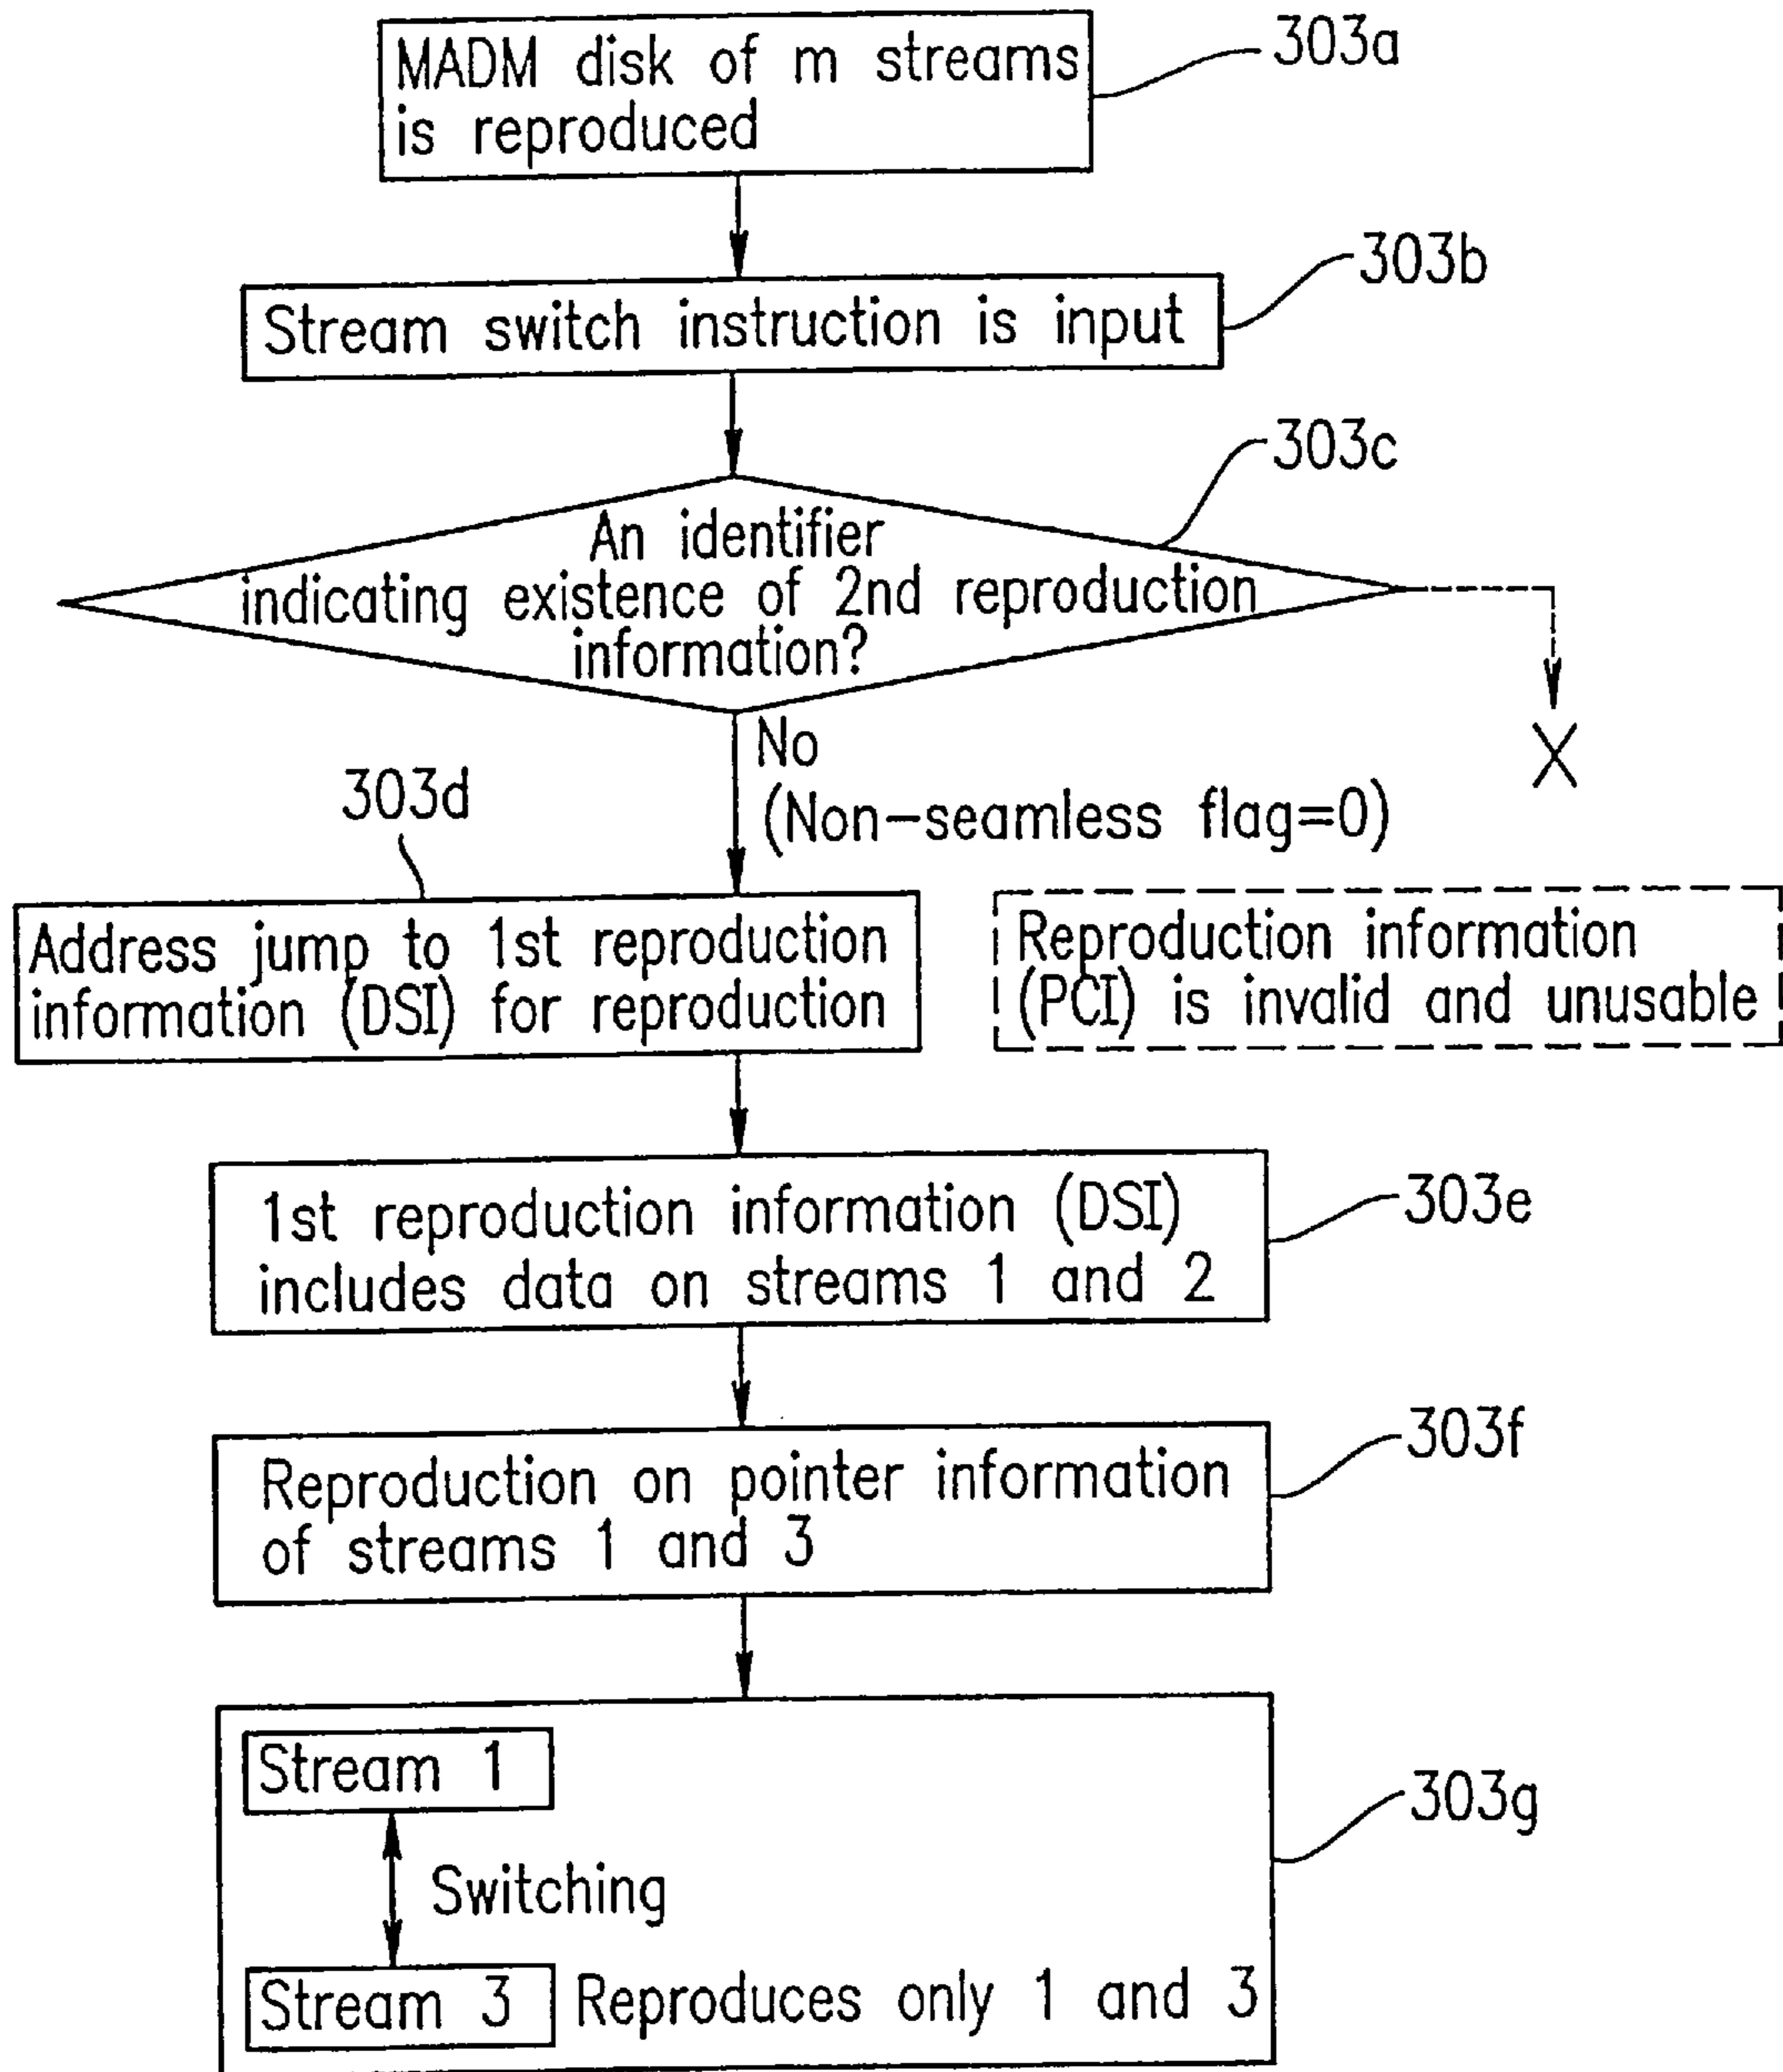 MADM disk of m streams
is reproduced
303a
Stream switch instruction is input
303b
303c
An identifier
indicating existence of 2nd reproduction
information?
No
(Non-seamless flag=0)
X
303d
Address jump to 1st reproduction
information (DSI) for reproduction
Reproduction information
(PCI) is invalid and unusable
1st reproduction information (DSI)
includes data on streams 1 and 2
303e
Reproduction on pointer information
of streams 1 and 3
303f
Stream 1
303g
Switching
Stream 3
Reproduces only 1 and 3